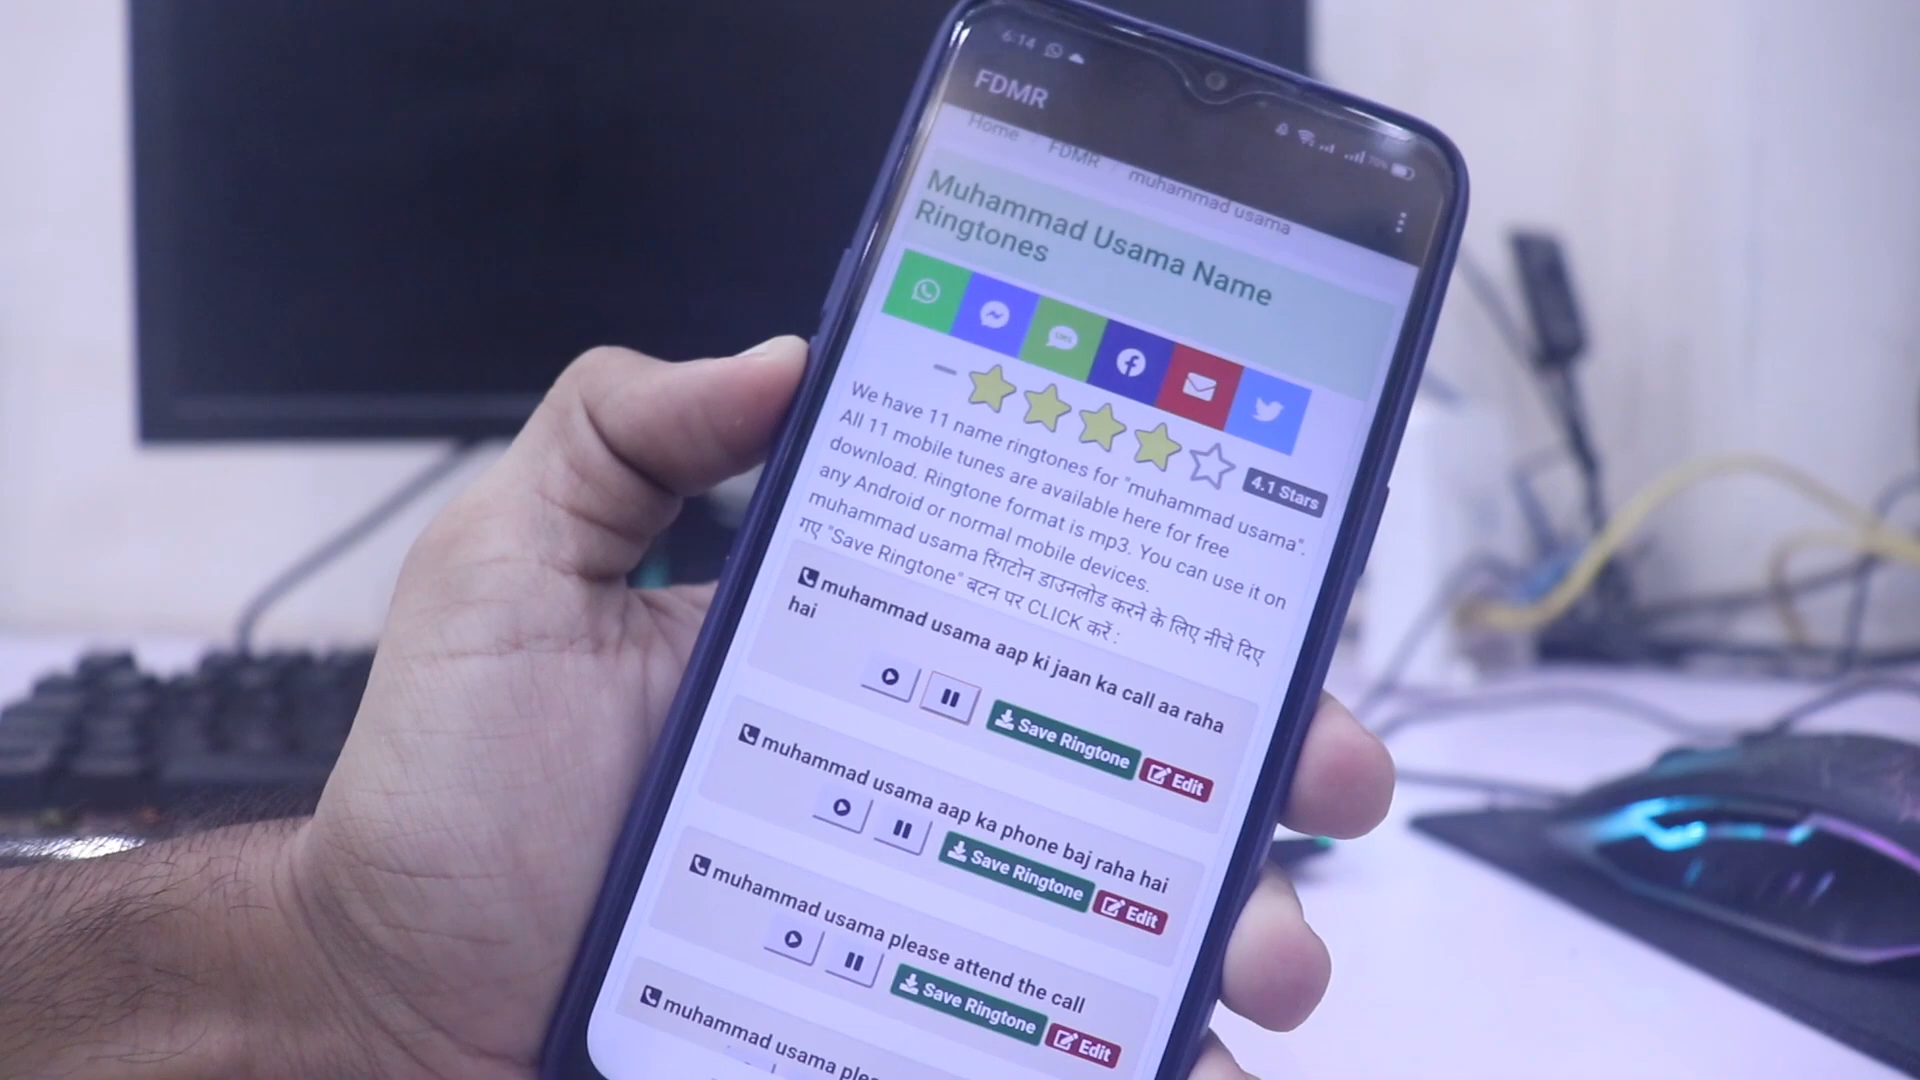 6:14
70%
FDMR
Home FDMR muhammad usama
Muhammad Usama Name
Ringtones
4.1 Stars
We have 11 name ringtones for "muhammad usama".
All 11 mobile tunes are available here for free
download. Ringtone format is mp3. You can use it on
any Android or normal mobile devices.
muhammad usama रिंगटोन डाउनलोड करने के लिए नीचे दिए
गए "Save Ringtone" बटन पर CLICK करें :
muhammad usama aap ki jaan ka call aa raha
hai
Save Ringtone Edit
muhammad usama aap ka phone baj raha hai
Save Ringtone Edit
muhammad usama please attend the call
Save Ringtone Edit
muhammad usama